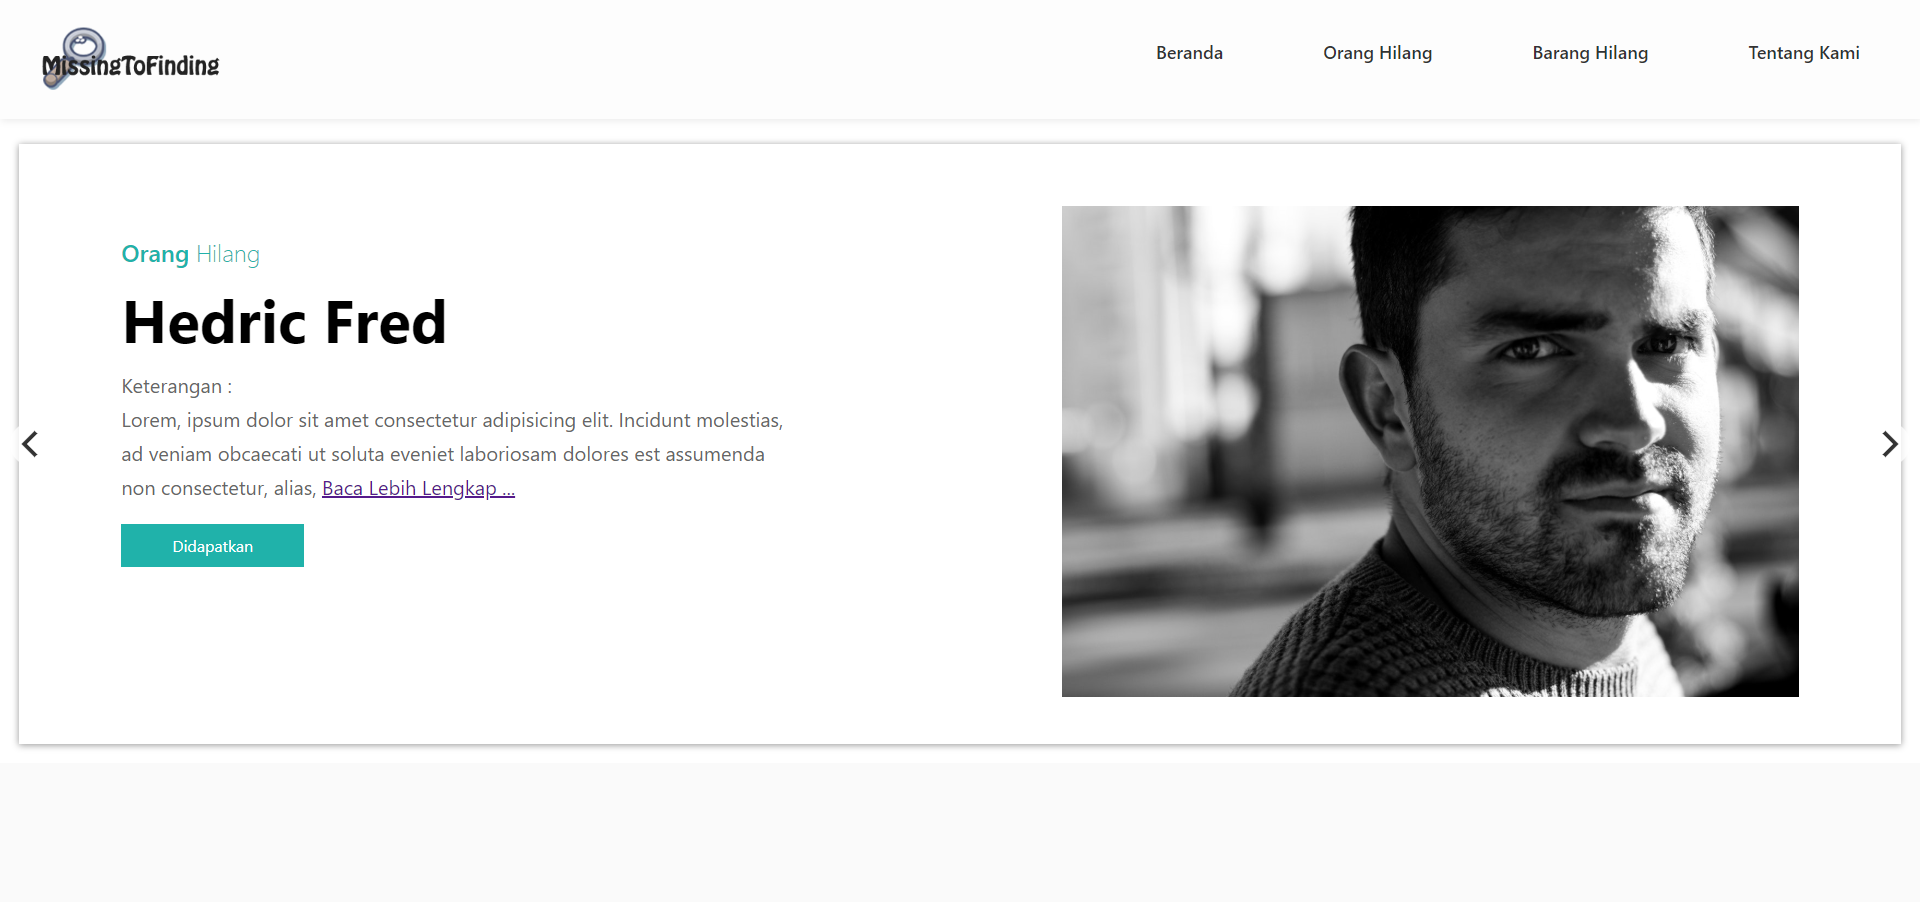 MissingToFinding
Beranda
Orang Hilang
Barang Hilang
Tentang Kami
Orang Hilang
Hedric Fred
Keterangan :
Lorem, ipsum dolor sit amet consectetur adipisicing elit. Incidunt molestias,
ad veniam obcaecati ut soluta eveniet laboriosam dolores est assumenda
non consectetur, alias, Baca Lebih Lengkap ...
Didapatkan